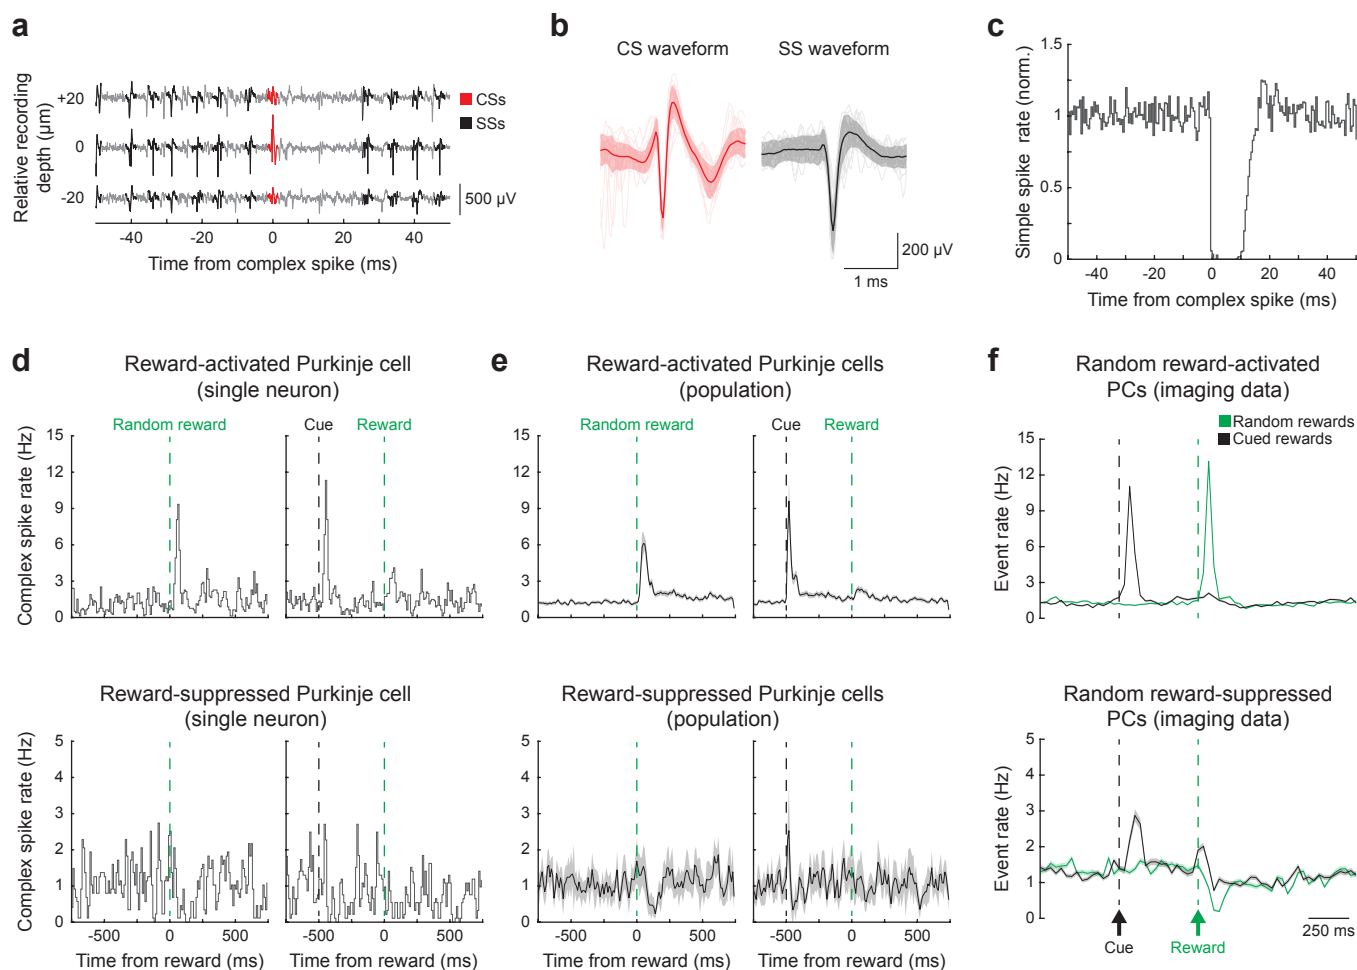 a
Relative recording
depth (µm)
+20
0
-20
CSs
SSs
500 µV
-40
-20
0
20
40
Time from complex spike (ms)
b
CS waveform
SS waveform
200 µV
1 ms
c
Simple spike rate (norm.)
1.5
1
0.5
0
-40
-20
0
20
40
Time from complex spike (ms)
d
Reward-activated Purkinje cell
(single neuron)
Random reward
Cue
Reward
Complex spike rate (Hz)
15
12
9
6
3
0
Reward-suppressed Purkinje cell
(single neuron)
Complex spike rate (Hz)
5
4
3
2
1
0
-500
0
500
-500
0
500
Time from reward (ms)
Time from reward (ms)
e
Reward-activated Purkinje cells
(population)
Random reward
Cue
Reward
15
12
9
6
3
0
Reward-suppressed Purkinje cells
(population)
5
4
3
2
1
0
-500
0
500
-500
0
500
Time from reward (ms)
Time from reward (ms)
f
Random reward-activated
PCs (imaging data)
Random rewards
Cued rewards
Event rate (Hz)
15
12
9
6
3
0
Random reward-suppressed
PCs (imaging data)
Event rate (Hz)
5
4
3
2
1
0
Cue
Reward
250 ms